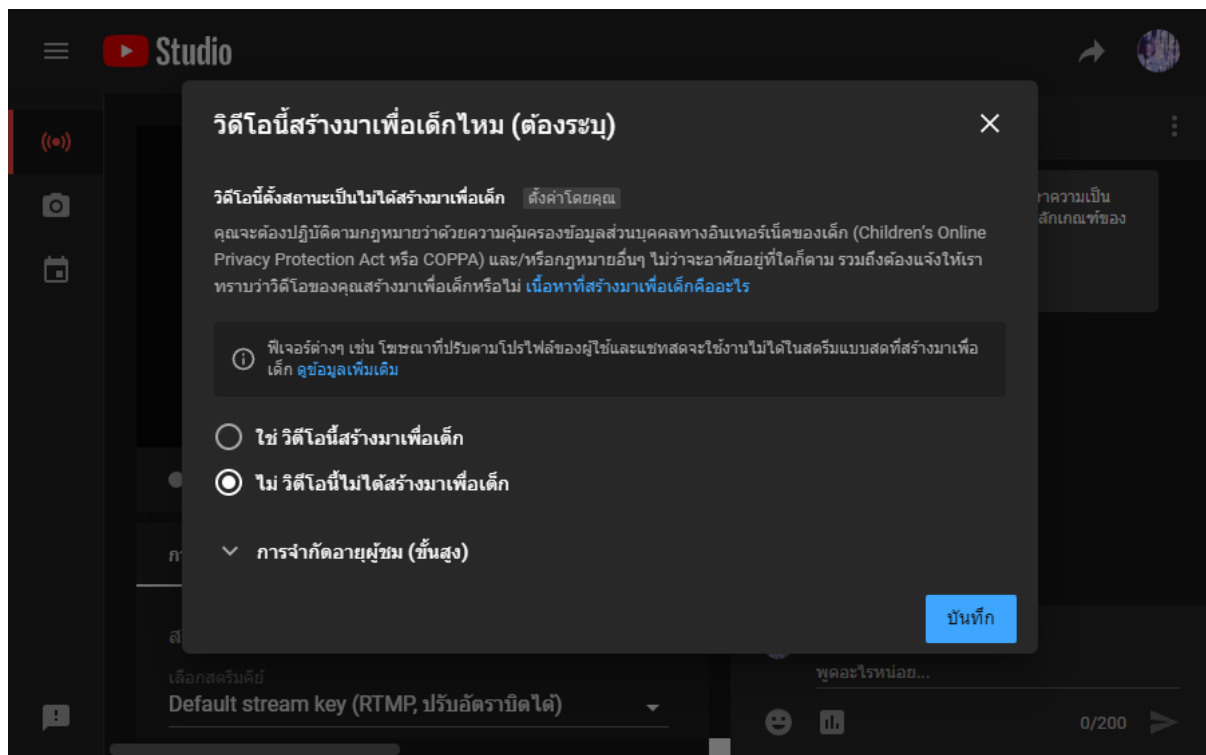 Studio
วิดีโอนี้สร้างมาเพื่อเด็กไหม (ต้องระบุ)
วิดีโอนี้ตั้งสถานะเป็นไม่ได้สร้างมาเพื่อเด็ก ตั้งค่าโดยคุณ
คุณจะต้องปฏิบัติตามกฎหมายว่าด้วยความคุ้มครองข้อมูลส่วนบุคคลทางอินเทอร์เน็ตของเด็ก (Children's Online
Privacy Protection Act หรือ COPPA) และ/หรือกฎหมายอื่นๆ ไม่ว่าจะอาศัยอยู่ที่ใดก็ตาม รวมถึงต้องแจ้งให้เรา
ทราบว่าวิดีโอของคุณสร้างมาเพื่อเด็กหรือไม่ เนื้อหาที่สร้างมาเพื่อเด็กคืออะไร
ฟีเจอร์ต่างๆ เช่น โฆษณาที่ปรับตามโปรไฟล์ของผู้ใช้และแชทสดจะใช้งานไม่ได้ในสตรีมแบบสดที่สร้างมาเพื่อ
เด็ก ดูข้อมูลเพิ่มเติม
ใช่ วิดีโอนี้สร้างมาเพื่อเด็ก
ไม่ วิดีโอนี้ไม่ได้สร้างมาเพื่อเด็ก
การจำกัดอายุผู้ชม (ขั้นสูง)
บันทึก
เลือกสตรีมคีย์
Default stream key (RTMP, ปรับอัตราบิตได้)
พูดอะไรหน่อย...
0/200